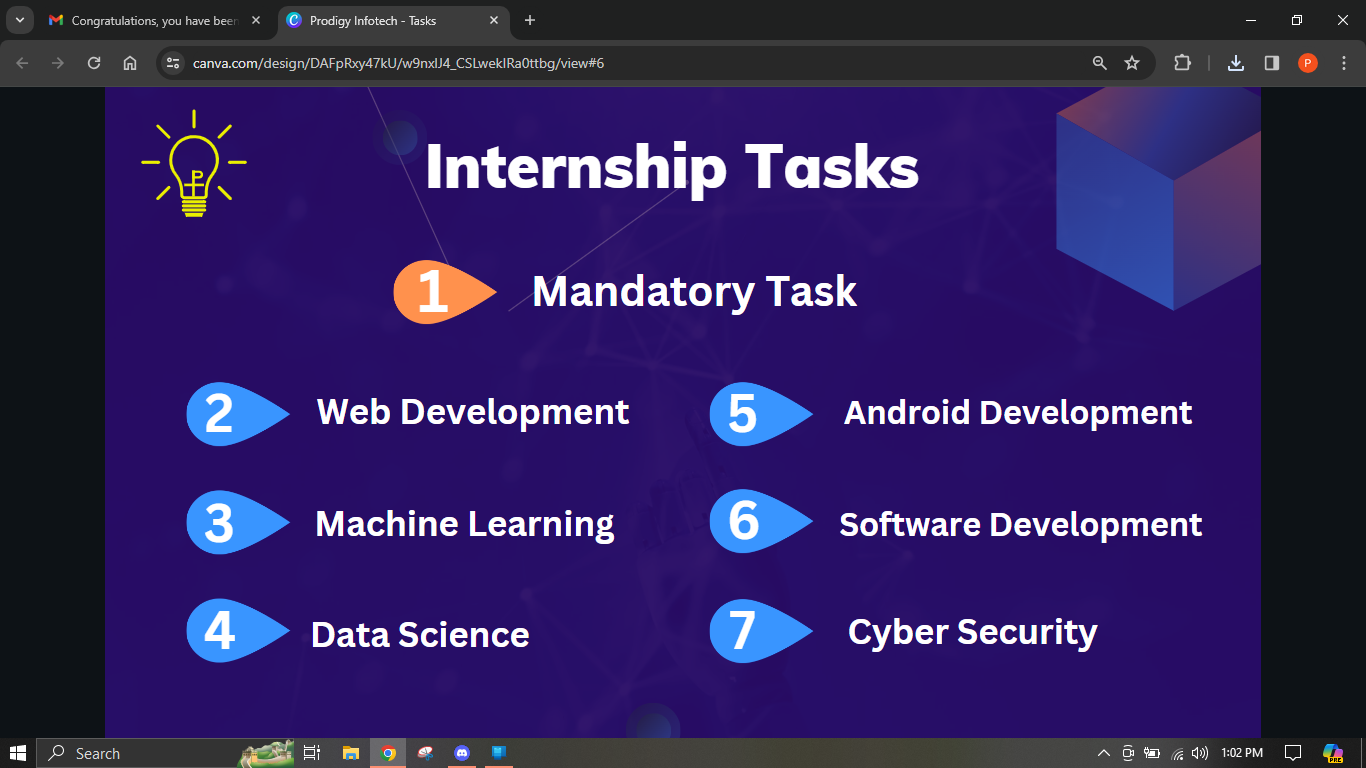 Congratulations, you have been
Prodigy Infotech - Tasks
canva.com/design/DAFpRxy47kU/w9nxIJ4_CSLwekIRa0ttbg/view#6
P
Internship Tasks
1 Mandatory Task
2 Web Development
5 Android Development
3 Machine Learning
6 Software Development
4 Data Science
7 Cyber Security
Search
1:02 PM
PRE